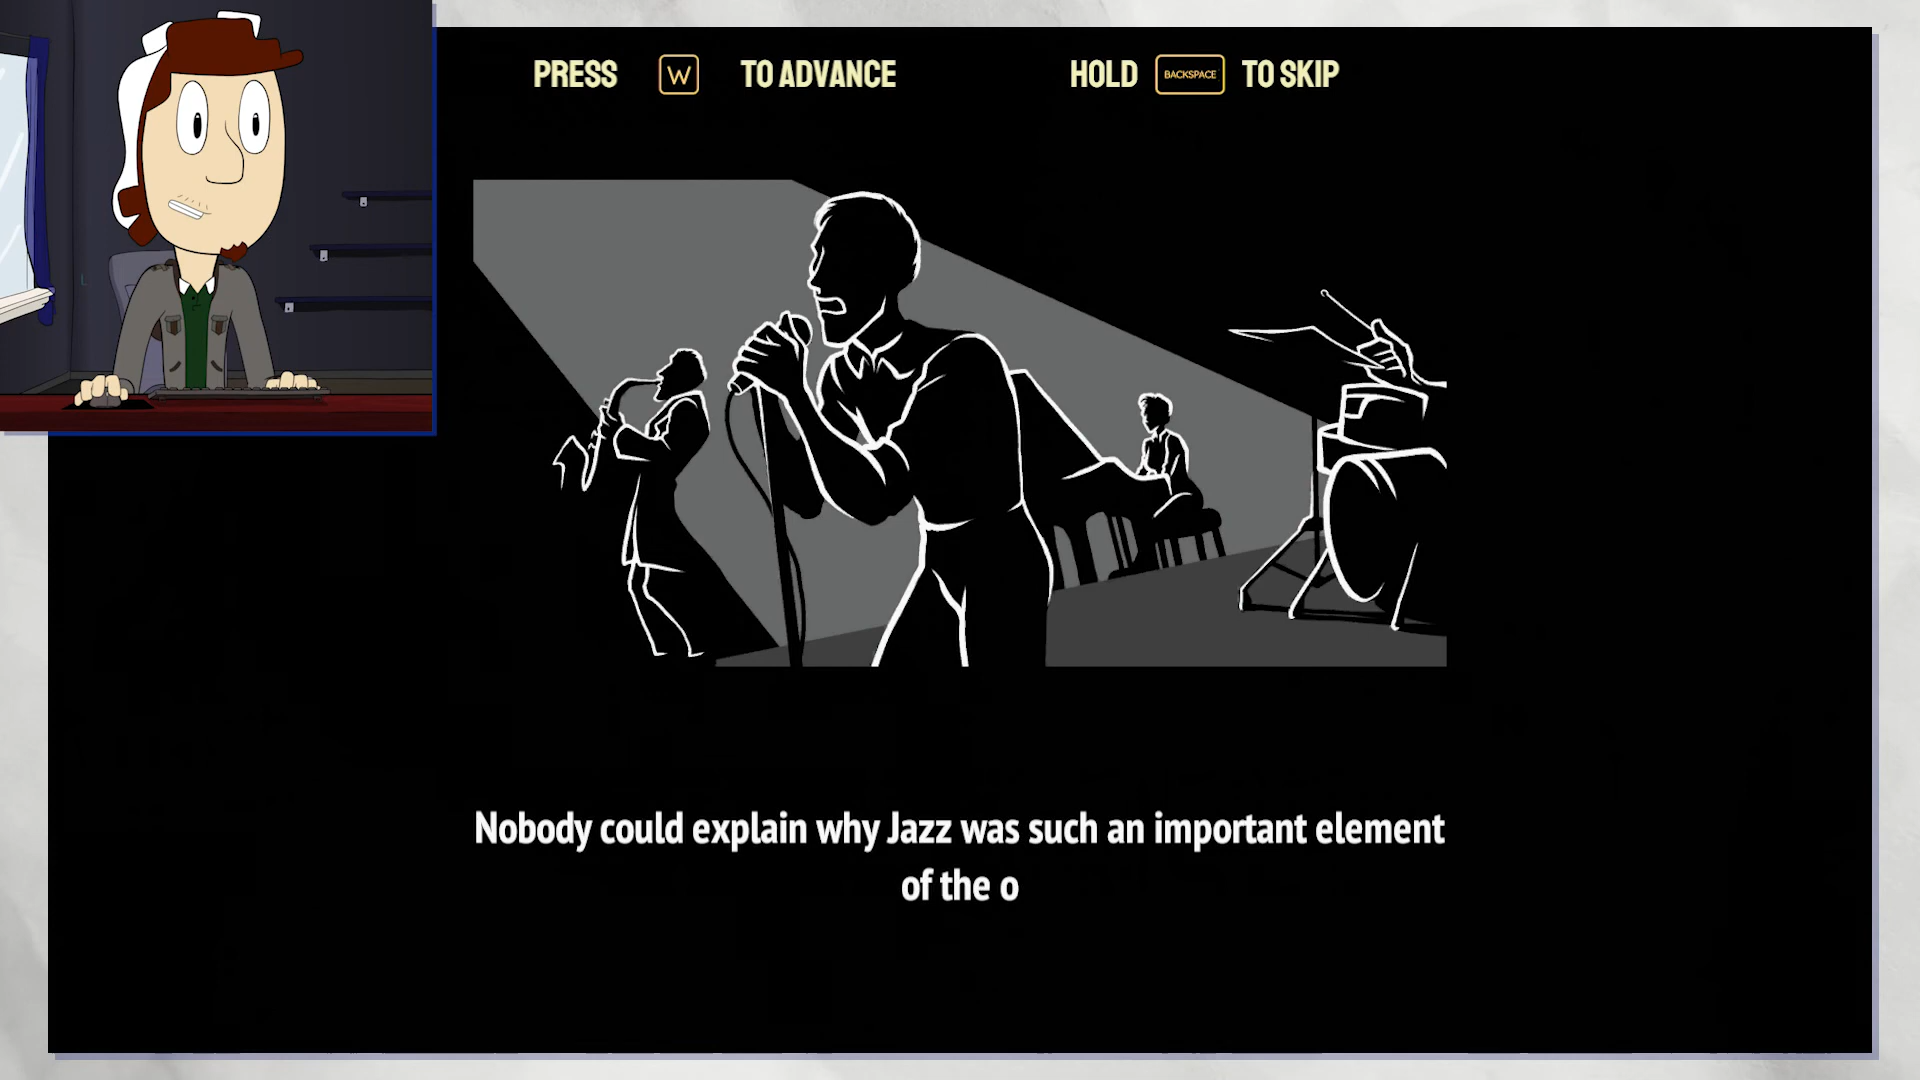 PRESS W TO ADVANCE HOLD BACKSPACE TO SKIP
Nobody could explain why Jazz was such an important element
of the o